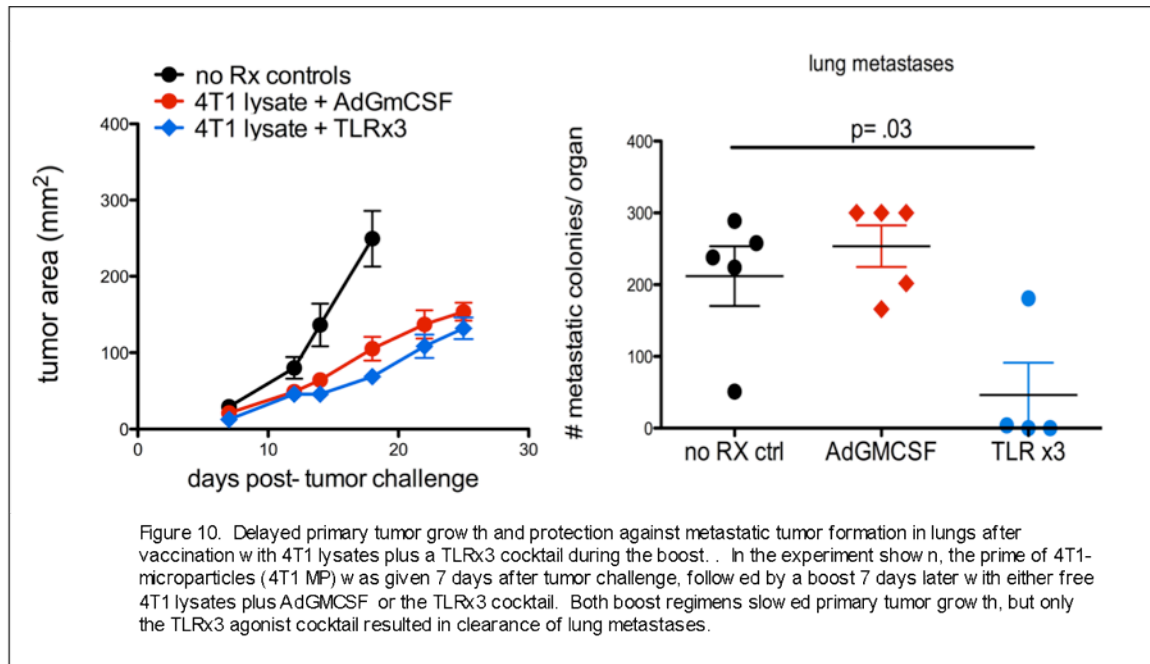 no Rx controls
4T1 lysate + AdGmCSF
4T1 lysate + TLRx3
400
300
200
100
0
tumor area (mm²)
0 10 20 30
days post- tumor challenge
lung metastases
p= .03
400
300
200
100
0
# metastatic colonies/ organ
no RX ctrl AdGMCSF TLR x3
Figure 10. Delayed primary tumor grow th and protection against metastatic tumor formation in lungs after
vaccination w ith 4T1 lysates plus a TLRx3 cocktail during the boost. . In the experiment show n, the prime of 4T1-
microparticles (4T1 MP) w as given 7 days after tumor challenge, follow ed by a boost 7 days later with either free
4T1 lysates plus AdGMCSF or the TLRx3 cocktail. Both boost regimens slow ed primary tumor grow th, but only
the TLRx3 agonist cocktail resulted in clearance of lung metastases.